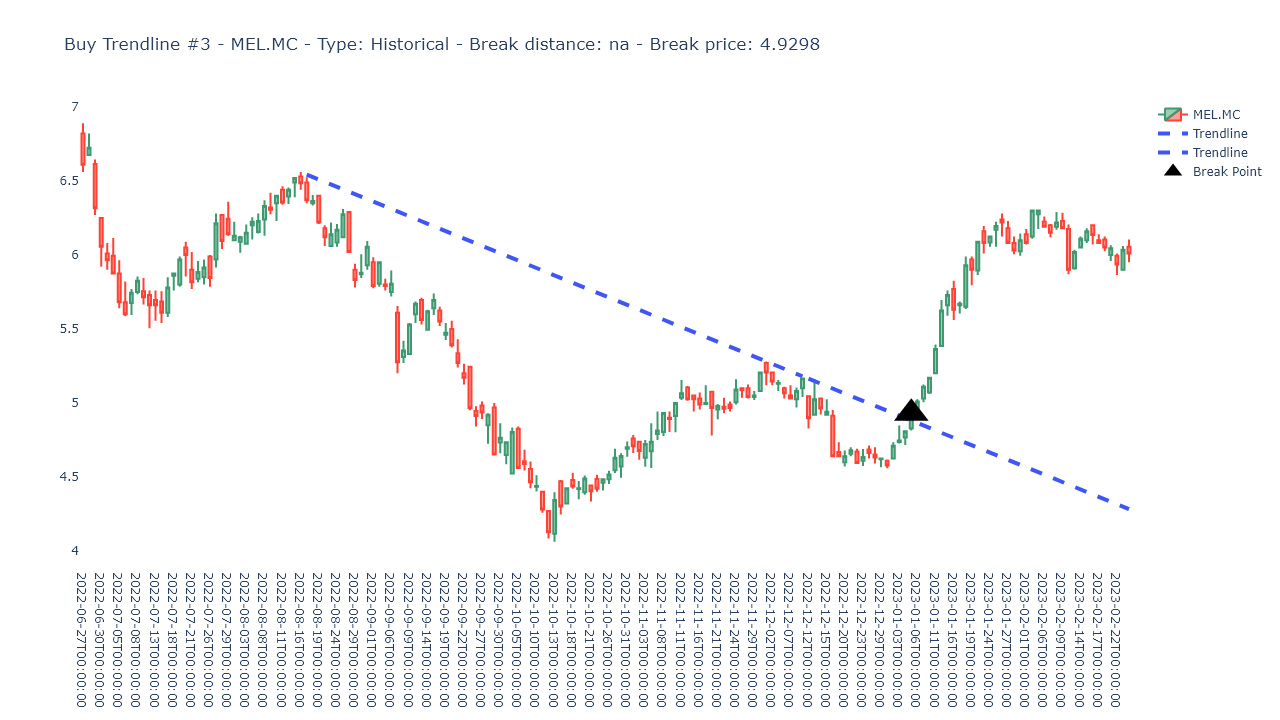 Buy Trendline #3 - MEL.MC - Type: Historical - Break distance: na - Break price: 4.9298
MEL.MC
Trendline
Trendline
Break Point
7
6.5
6
5.5
5
4.5
4
2022-06-27T00:00:00
2022-06-30T00:00:00
2022-07-05T00:00:00
2022-07-08T00:00:00
2022-07-13T00:00:00
2022-07-18T00:00:00
2022-07-21T00:00:00
2022-07-26T00:00:00
2022-07-29T00:00:00
2022-08-03T00:00:00
2022-08-08T00:00:00
2022-08-11T00:00:00
2022-08-16T00:00:00
2022-08-19T00:00:00
2022-08-24T00:00:00
2022-08-29T00:00:00
2022-09-01T00:00:00
2022-09-06T00:00:00
2022-09-09T00:00:00
2022-09-14T00:00:00
2022-09-19T00:00:00
2022-09-22T00:00:00
2022-09-27T00:00:00
2022-09-30T00:00:00
2022-10-05T00:00:00
2022-10-10T00:00:00
2022-10-13T00:00:00
2022-10-18T00:00:00
2022-10-21T00:00:00
2022-10-26T00:00:00
2022-10-31T00:00:00
2022-11-03T00:00:00
2022-11-08T00:00:00
2022-11-11T00:00:00
2022-11-16T00:00:00
2022-11-21T00:00:00
2022-11-24T00:00:00
2022-11-29T00:00:00
2022-12-02T00:00:00
2022-12-07T00:00:00
2022-12-12T00:00:00
2022-12-15T00:00:00
2022-12-20T00:00:00
2022-12-23T00:00:00
2022-12-29T00:00:00
2023-01-03T00:00:00
2023-01-06T00:00:00
2023-01-11T00:00:00
2023-01-16T00:00:00
2023-01-19T00:00:00
2023-01-24T00:00:00
2023-01-27T00:00:00
2023-02-01T00:00:00
2023-02-06T00:00:00
2023-02-09T00:00:00
2023-02-14T00:00:00
2023-02-17T00:00:00
2023-02-22T00:00:00